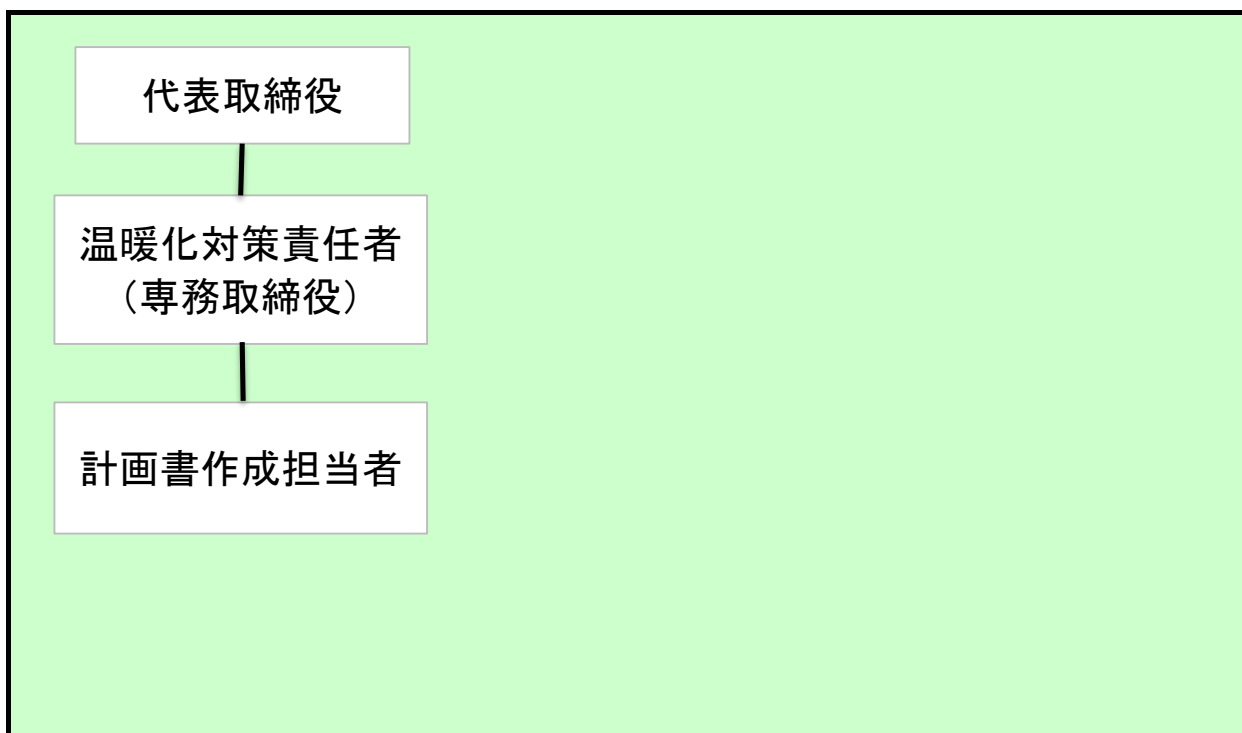 代表取締役
温暖化対策責任者
（専務取締役）
計画書作成担当者